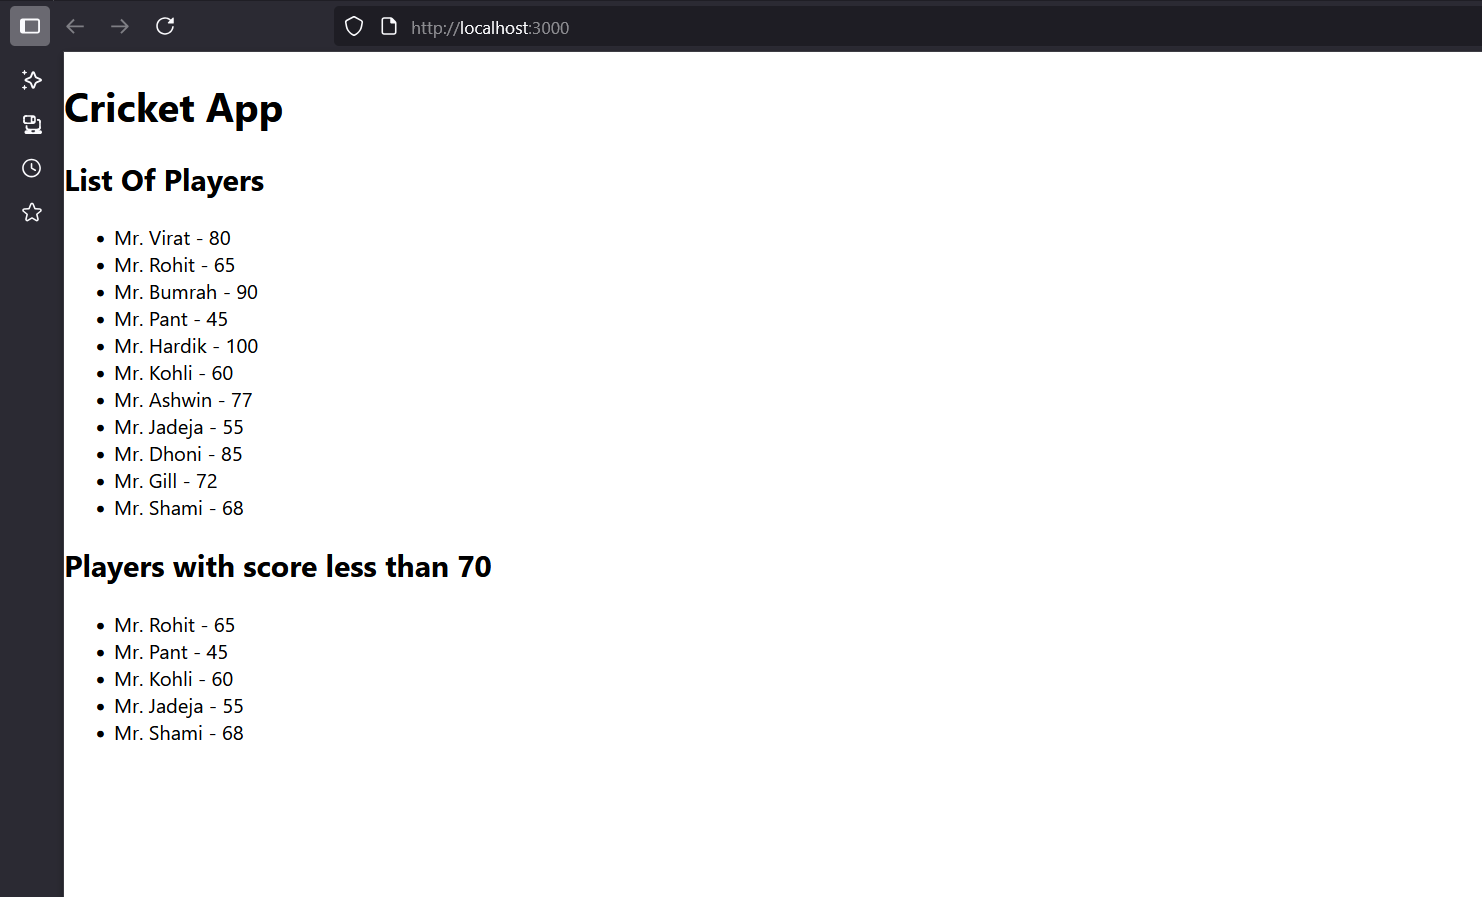 http://localhost:3000
Cricket App
List Of Players
• Mr. Virat - 80
• Mr. Rohit - 65
• Mr. Bumrah - 90
• Mr. Pant - 45
• Mr. Hardik - 100
• Mr. Kohli - 60
• Mr. Ashwin - 77
• Mr. Jadeja - 55
• Mr. Dhoni - 85
• Mr. Gill - 72
• Mr. Shami - 68
Players with score less than 70
• Mr. Rohit - 65
• Mr. Pant - 45
• Mr. Kohli - 60
• Mr. Jadeja - 55
• Mr. Shami - 68